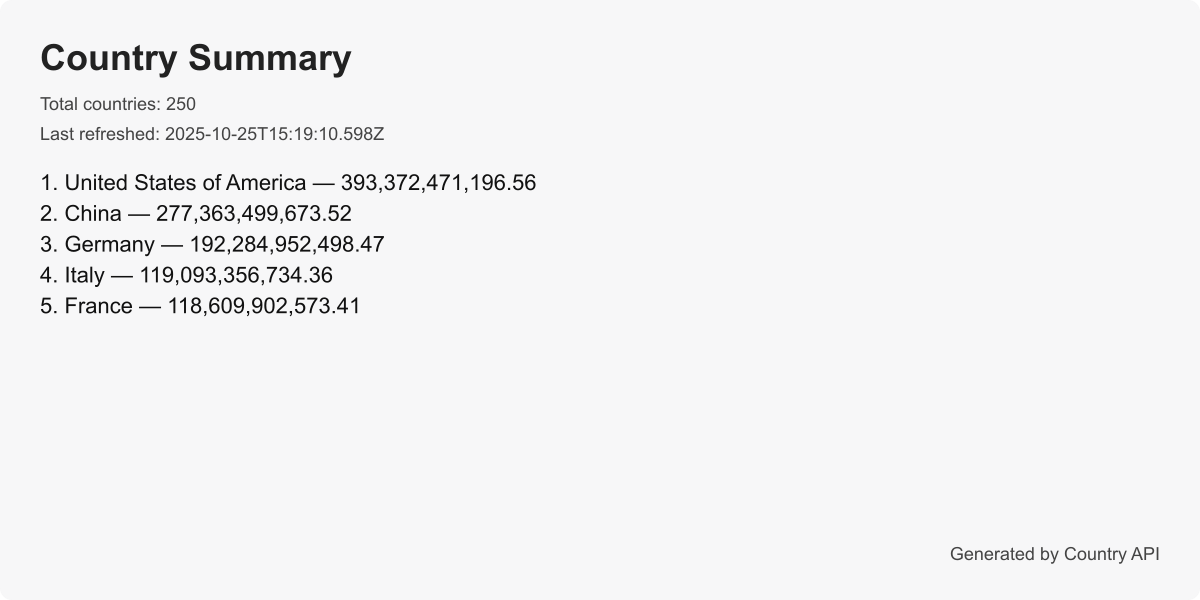 Country Summary
Total countries: 250
Last refreshed: 2025-10-25T15:19:10.598Z
1. United States of America — 393,372,471,196.56
2. China — 277,363,499,673.52
3. Germany — 192,284,952,498.47
4. Italy — 119,093,356,734.36
5. France — 118,609,902,573.41
Generated by Country API